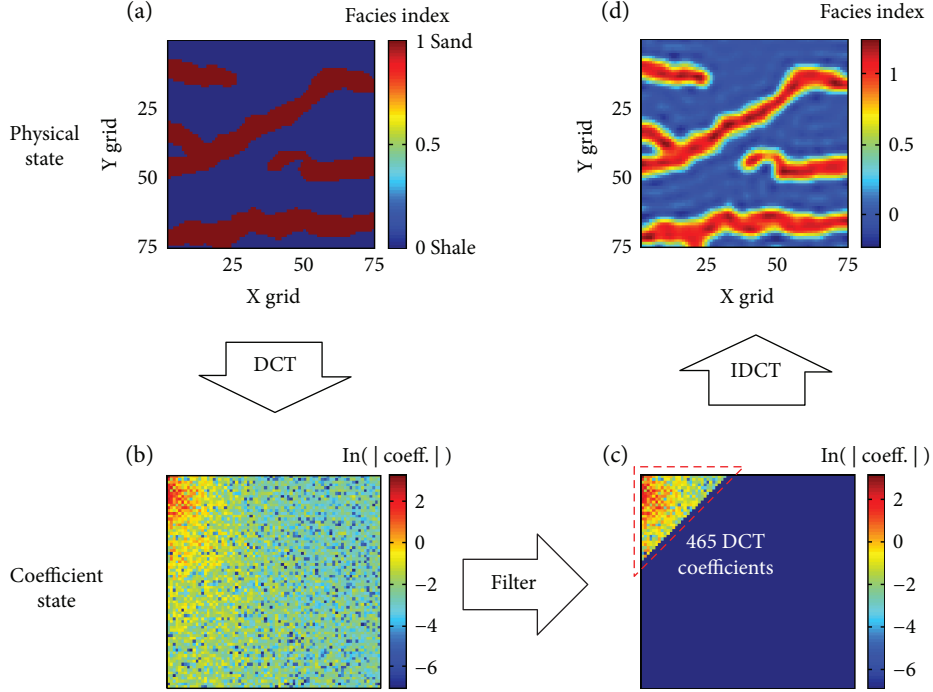 (a)
Facies index
1 Sand
0.5
0 Shale
25
50
75
Y grid
25 50 75
X grid
Physical
state
(d)
Facies index
1
0.5
0
25
50
75
Y grid
25 50 75
X grid
DCT
IDCT
(b)
In( | coeff. | )
2
0
−2
−4
−6
Coefficient
state
Filter
(c)
In( | coeff. | )
465 DCT
coefficients
2
0
−2
−4
−6